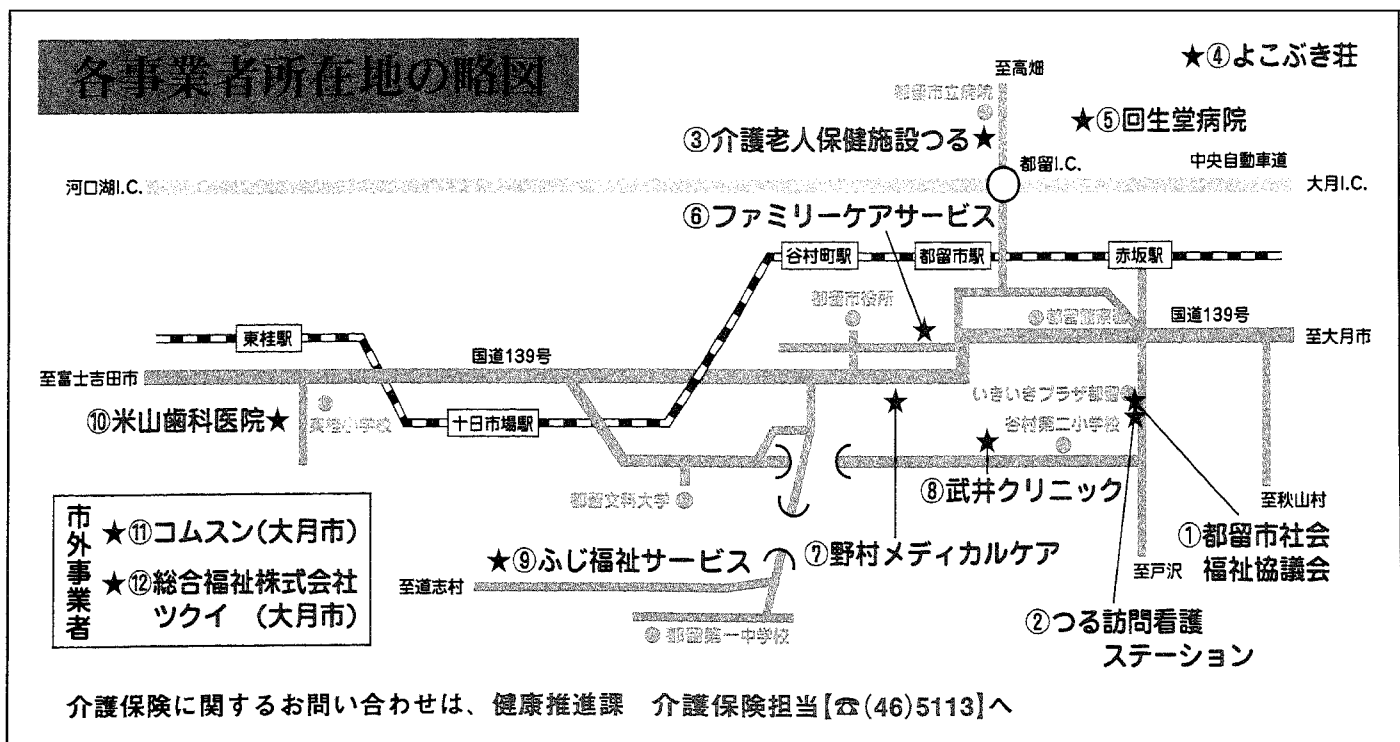 各事業者所在地の略図
★④よこぶき荘
至高畑
都留市立病院
★⑤回生堂病院
③介護老人保健施設つる★
都留I.C.
中央自動車道
河口湖I.C.
大月I.C.
⑥ファミリーケアサービス
谷村町駅
都留市駅
赤坂駅
都留市役所
都留警察署
国道139号
東桂駅
至大月市
国道139号
至富士吉田市
いきいきプラザ都留
⑩米山歯科医院★
東桂小学校
十日市場駅
谷村第二小学校
⑧武井クリニック
都留文科大学
至秋山村
市外事業者
★⑪コムスン(大月市)
★⑫総合福祉株式会社
ツクイ (大月市)
★⑨ふじ福祉サービス
⑦野村メディカルケア
①都留市社会
福祉協議会
至道志村
至戸沢
②つる訪問看護
ステーション
都留第一中学校
介護保険に関するお問い合わせは、健康推進課 介護保険担当【☎(46)5113】へ